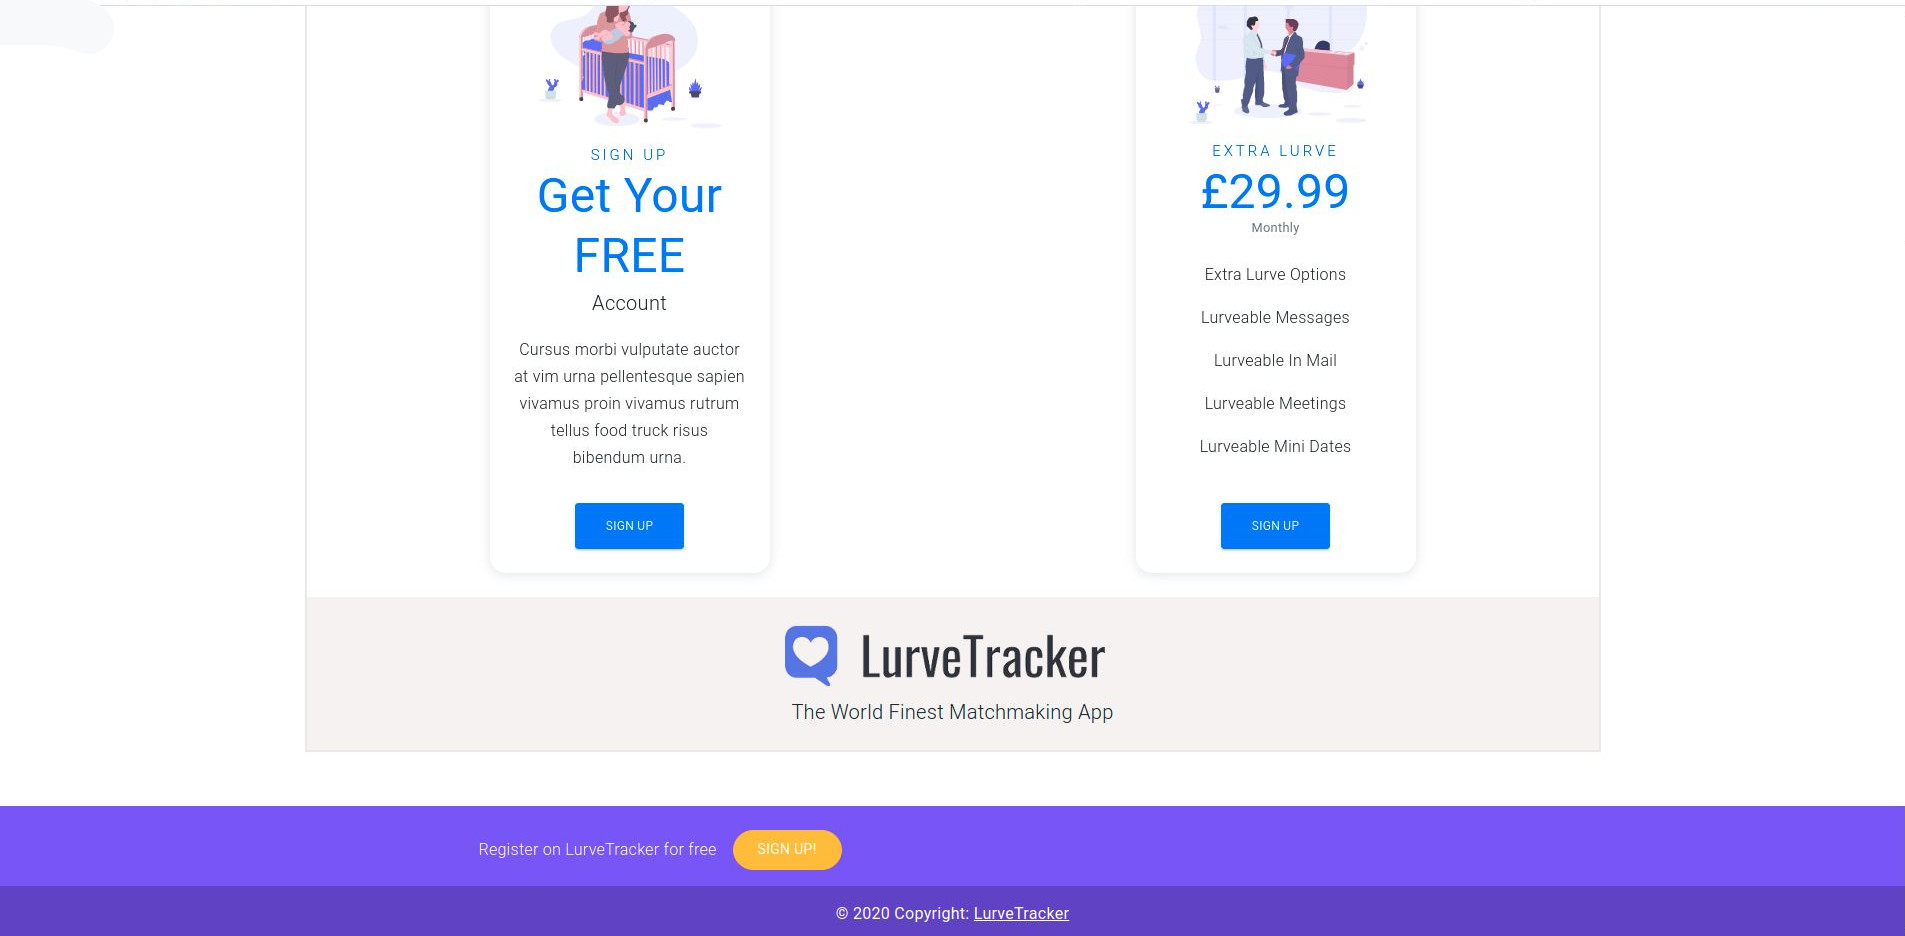 SIGN UP
Get Your
FREE
Account
Cursus morbi vulputate auctor
at vim urna pellentesque sapien
vivamus proin vivamus rutrum
tellus food truck risus
bibendum urna.
SIGN UP
EXTRA LURVE
£29.99
Monthly
Extra Lurve Options
Lurveable Messages
Lurveable In Mail
Lurveable Meetings
Lurveable Mini Dates
SIGN UP
LurveTracker
The World Finest Matchmaking App
Register on LurveTracker for free
SIGN UP!
© 2020 Copyright: LurveTracker